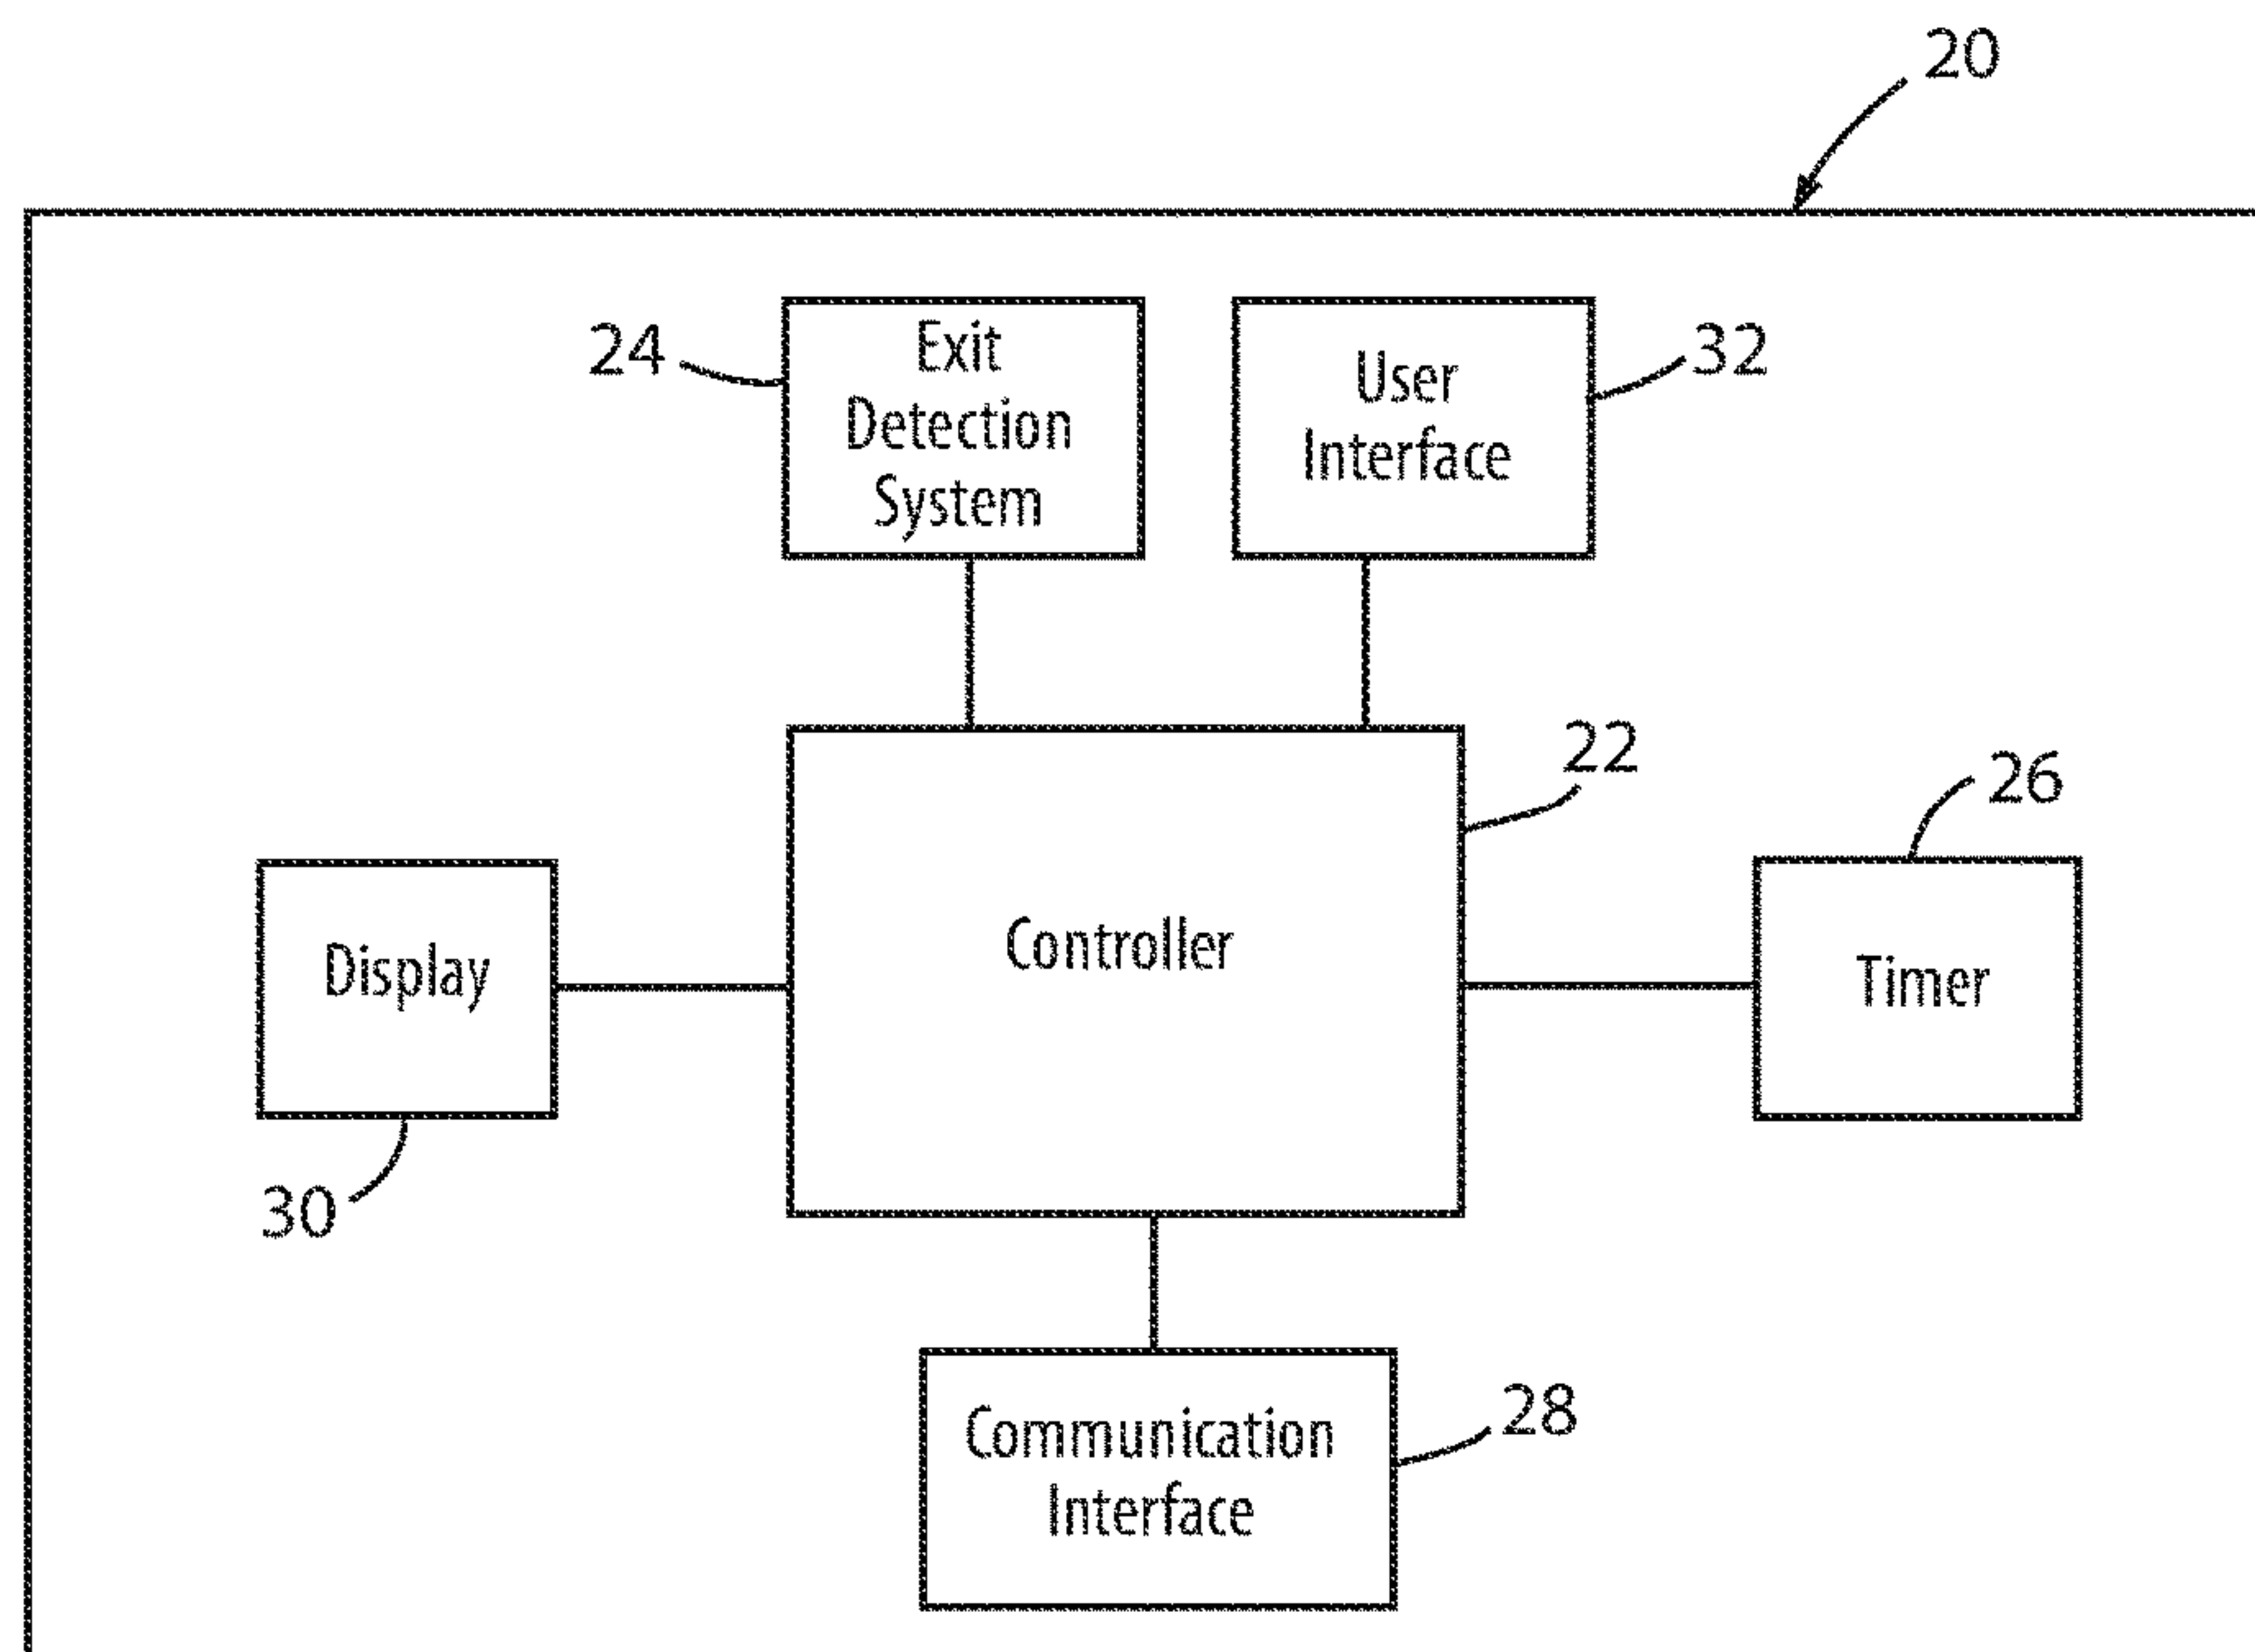 20
24
Exit
Detection
System
User
Interface
32
22
26
Display
Controller
Timer
30
Communication
Interface
28